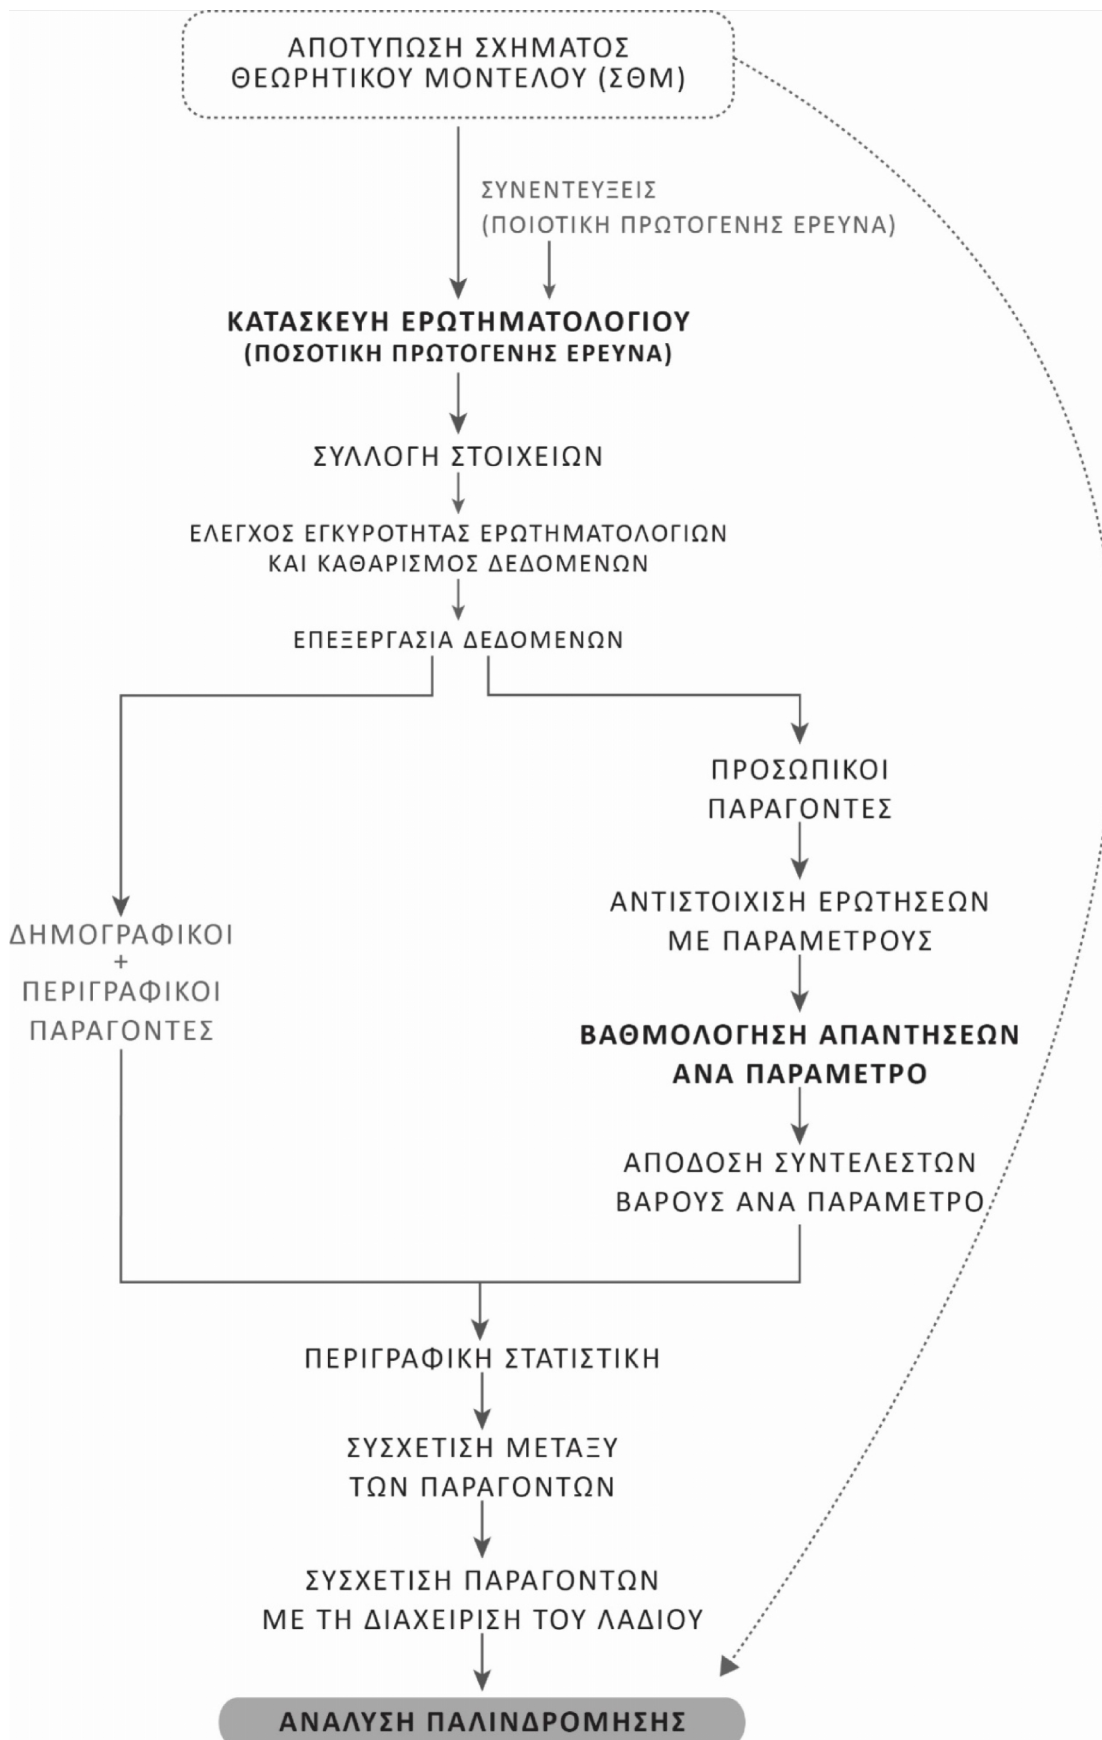 ΑΠΟΤΥΠΩΣΗ ΣΧΗΜΑΤΟΣ
ΘΕΩΡΗΤΙΚΟΥ ΜΟΝΤΕΛΟΥ (ΣΘΜ)
ΣΥΝΕΝΤΕΥΞΕΙΣ
(ΠΟΙΟΤΙΚΗ ΠΡΩΤΟΓΕΝΗΣ ΕΡΕΥΝΑ)
ΚΑΤΑΣΚΕΥΗ ΕΡΩΤΗΜΑΤΟΛΟΓΙΟΥ
(ΠΟΣΟΤΙΚΗ ΠΡΩΤΟΓΕΝΗΣ ΕΡΕΥΝΑ)
ΣΥΛΛΟΓΗ ΣΤΟΙΧΕΙΩΝ
ΕΛΕΓΧΟΣ ΕΓΚΥΡΟΤΗΤΑΣ ΕΡΩΤΗΜΑΤΟΛΟΓΙΩΝ
ΚΑΙ ΚΑΘΑΡΙΣΜΟΣ ΔΕΔΟΜΕΝΩΝ
ΕΠΕΞΕΡΓΑΣΙΑ ΔΕΔΟΜΕΝΩΝ
ΔΗΜΟΓΡΑΦΙΚΟΙ
+
ΠΕΡΙΓΡΑΦΙΚΟΙ
ΠΑΡΑΓΟΝΤΕΣ
ΠΡΟΣΩΠΙΚΟΙ
ΠΑΡΑΓΟΝΤΕΣ
ΑΝΤΙΣΤΟΙΧΙΣΗ ΕΡΩΤΗΣΕΩΝ
ΜΕ ΠΑΡΑΜΕΤΡΟΥΣ
ΒΑΘΜΟΛΟΓΗΣΗ ΑΠΑΝΤΗΣΕΩΝ
ΑΝΑ ΠΑΡΑΜΕΤΡΟ
ΑΠΟΔΟΣΗ ΣΥΝΤΕΛΕΣΤΩΝ
ΒΑΡΟΥΣ ΑΝΑ ΠΑΡΑΜΕΤΡΟ
ΠΕΡΙΓΡΑΦΙΚΗ ΣΤΑΤΙΣΤΙΚΗ
ΣΥΣΧΕΤΙΣΗ ΜΕΤΑΞΥ
ΤΩΝ ΠΑΡΑΓΟΝΤΩΝ
ΣΥΣΧΕΤΙΣΗ ΠΑΡΑΓΟΝΤΩΝ
ΜΕ ΤΗ ΔΙΑΧΕΙΡΙΣΗ ΤΟΥ ΛΑΔΙΟΥ
ΑΝΑΛΥΣΗ ΠΑΛΙΝΔΡΟΜΗΣΗΣ